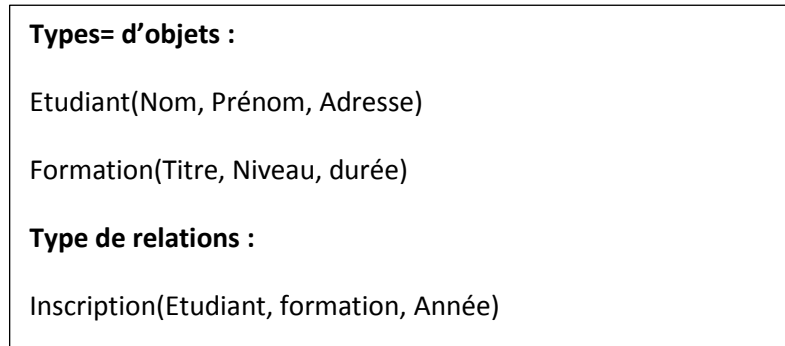 Types= d’objets :
Etudiant(Nom, Prénom, Adresse)
Formation(Titre, Niveau, durée)
Type de relations :
Inscription(Etudiant, formation, Année)